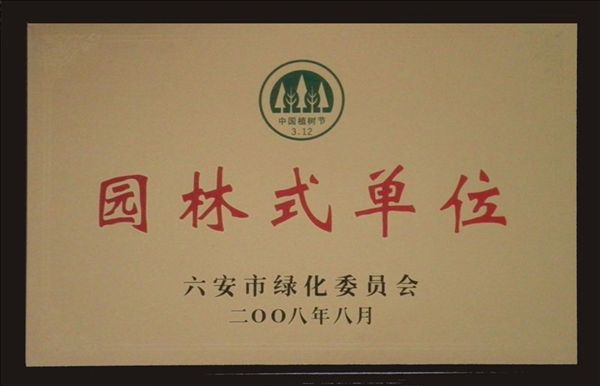 中国植树节
3.12
园林式单位
六安市绿化委员会
二OO八年八月